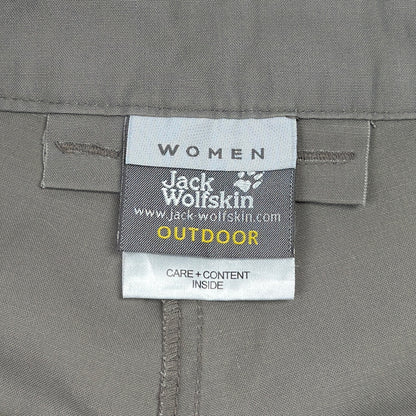 WOMEN
Jack
Wolfskin
www.jack-wolfskin.com
OUTDOOR
CARE + CONTENT
INSIDE